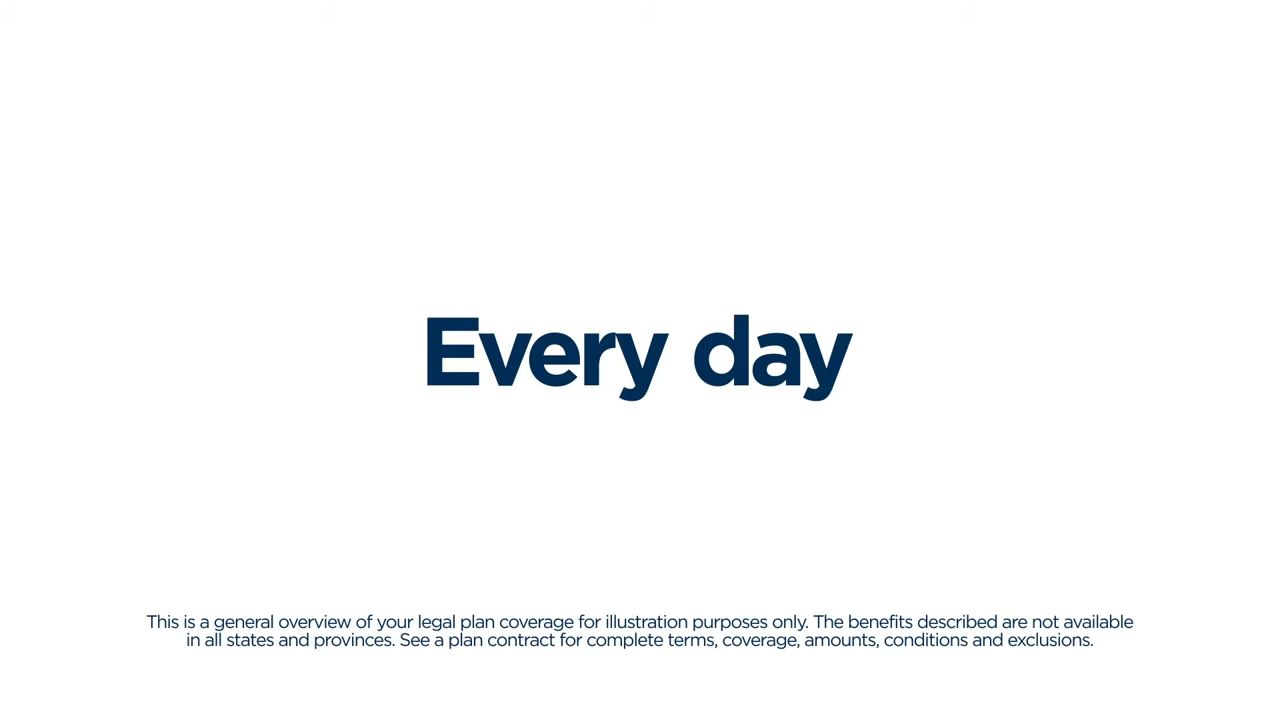 Every day
This is a general overview of your legal plan coverage for illustration purposes only. The benefits described are not available
in all states and provinces. See a plan contract for complete terms, coverage, amounts, conditions and exclusions.